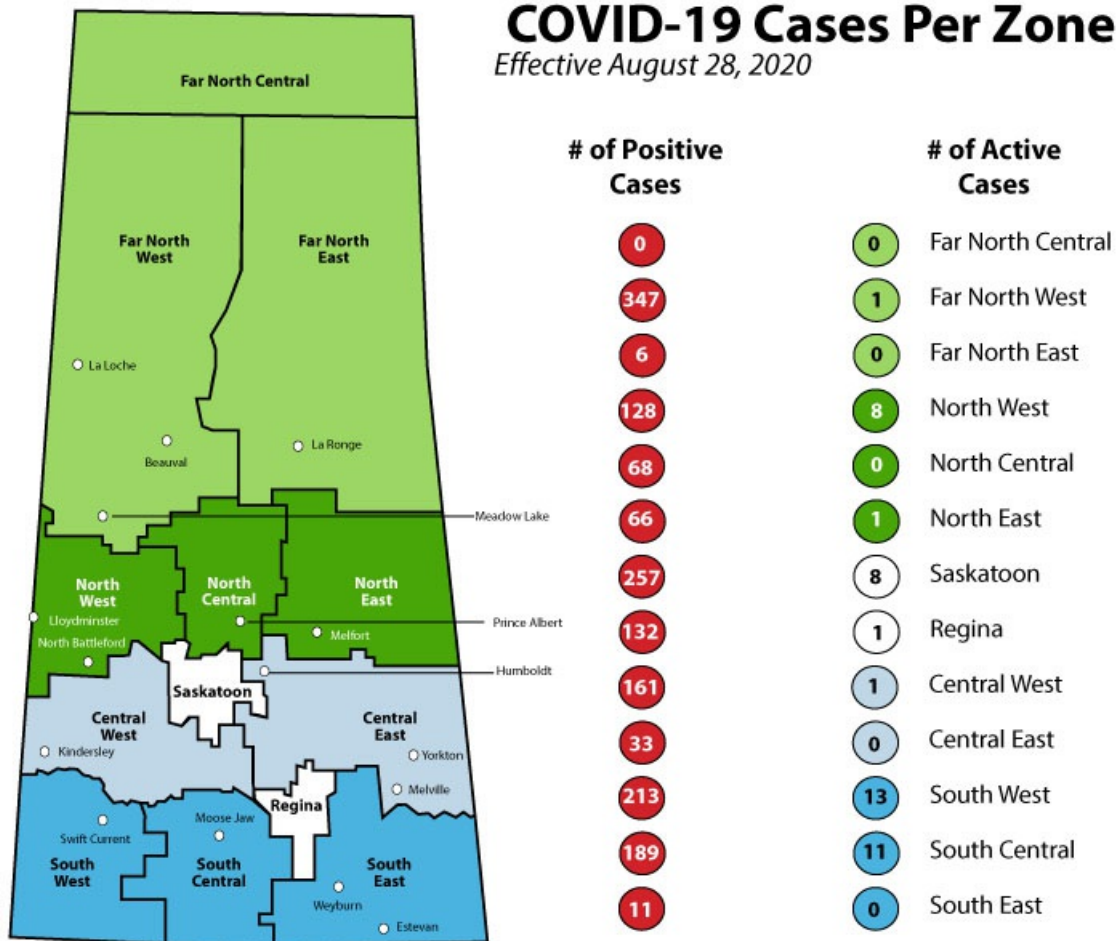 COVID-19 Cases Per Zone
Effective August 28, 2020
# of Positive
Cases
# of Active
Cases
0 0 Far North Central
347 1 Far North West
6 0 Far North East
128 8 North West
68 0 North Central
66 1 North East
257 8 Saskatoon
132 1 Regina
161 1 Central West
33 0 Central East
213 13 South West
189 11 South Central
11 0 South East
Far North Central
Far North
West
Far North
East
La Loche
Beauval
La Ronge
Meadow Lake
North
West
North
Central
North
East
Lloydminster
Prince Albert
North Battleford
Melfort
Humboldt
Saskatoon
Central
West
Central
East
Kindersley
Yorkton
Melville
Regina
Moose Jaw
Swift Current
South
West
South
Central
South
East
Weyburn
Estevan